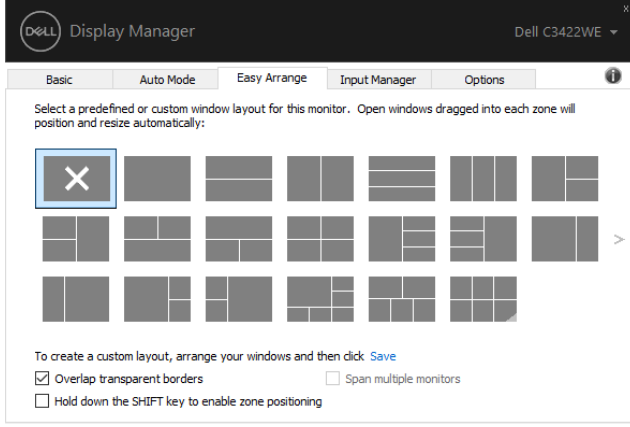 DELL Display Manager
Dell C3422WE
Basic
Auto Mode
Easy Arrange
Input Manager
Options
Select a predefined or custom window layout for this monitor. Open windows dragged into each zone will
position and resize automatically:
To create a custom layout, arrange your windows and then click Save
Overlap transparent borders
Span multiple monitors
Hold down the SHIFT key to enable zone positioning